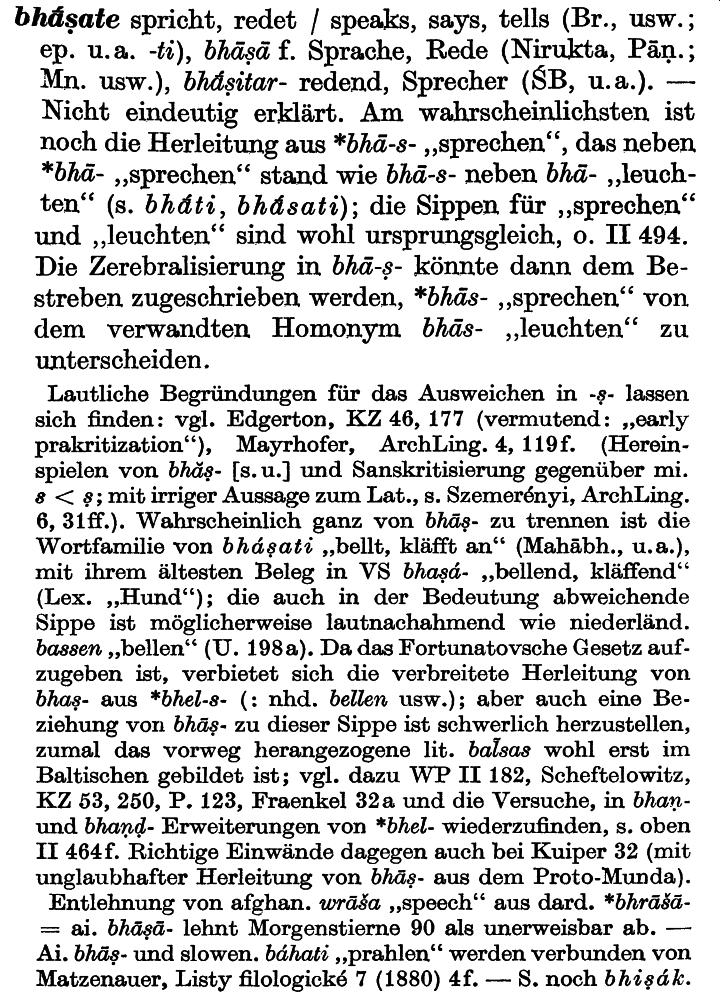 bhā́ṣate spricht, redet / speaks, says, tells (Br., usw.;
ep. u. a. -ti), bhāṣā f. Sprache, Rede (Nirukta, Pāṇ.;
Mn. usw.), bhā́ṣitar- redend, Sprecher (ŚB, u.a.). —
Nicht eindeutig erklärt. Am wahrscheinlichsten ist
noch die Herleitung aus *bhā-s- „sprechen“, das neben
*bhā- „sprechen“ stand wie bhā-s- neben bhā- „leuch-
ten“ (s. bhā́ti, bhā́sati); die Sippen für „sprechen“
und „leuchten“ sind wohl ursprungsgleich, o. II 494.
Die Zerebralisierung in bhā-ṣ- könnte dann dem Be-
streben zugeschrieben werden, *bhās- „sprechen“ von
dem verwandten Homonym bhās- „leuchten“ zu
unterscheiden.
Lautliche Begründungen für das Ausweichen in -ṣ- lassen
sich finden: vgl. Edgerton, KZ 46, 177 (vermutend: „early
prakritization“), Mayrhofer, ArchLing. 4, 119f. (Herein-
spielen von bhā̆ṣ- [s. u.] und Sanskritisierung gegenüber mi.
s < ṣ; mit irriger Aussage zum Lat., s. Szemerényi, ArchLing.
6, 31ff.). Wahrscheinlich ganz von bhāṣ- zu trennen ist die
Wortfamilie von bháṣati „bellt, kläfft an“ (Mahābh., u.a.),
mit ihrem ältesten Beleg in VS bhaṣá- „bellend, kläffend“
(Lex. „Hund“); die auch in der Bedeutung abweichende
Sippe ist möglicherweise lautnachahmend wie niederländ.
bassen „bellen“ (U. 198a). Da das Fortunatovsche Gesetz auf-
zugeben ist, verbietet sich die verbreitete Herleitung von
bhaṣ- aus *bhel-s- (: nhd. bellen usw.); aber auch eine Be-
ziehung von bhāṣ- zu dieser Sippe ist schwerlich herzustellen,
zumal das vorweg herangezogene lit. bal̃sas wohl erst im
Baltischen gebildet ist; vgl. dazu WP II 182, Scheftelowitz,
KZ 53, 250, P. 123, Fraenkel 32a und die Versuche, in bhaṇ-
und bhaṇḍ- Erweiterungen von *bhel- wiederzufinden, s. oben
II 464f. Richtige Einwände dagegen auch bei Kuiper 32 (mit
unglaubhafter Herleitung von bhāṣ- aus dem Proto-Munda).
Entlehnung von afghan. wrāša „speech“ aus dard. *bhrāšā-
= ai. bhāṣā- lehnt Morgenstierne 90 als unerweisbar ab. —
Ai. bhāṣ- und slowen. báhati „prahlen“ werden verbunden von
Matzenauer, Listy filologické 7 (1880) 4f. — S. noch bhiṣák.